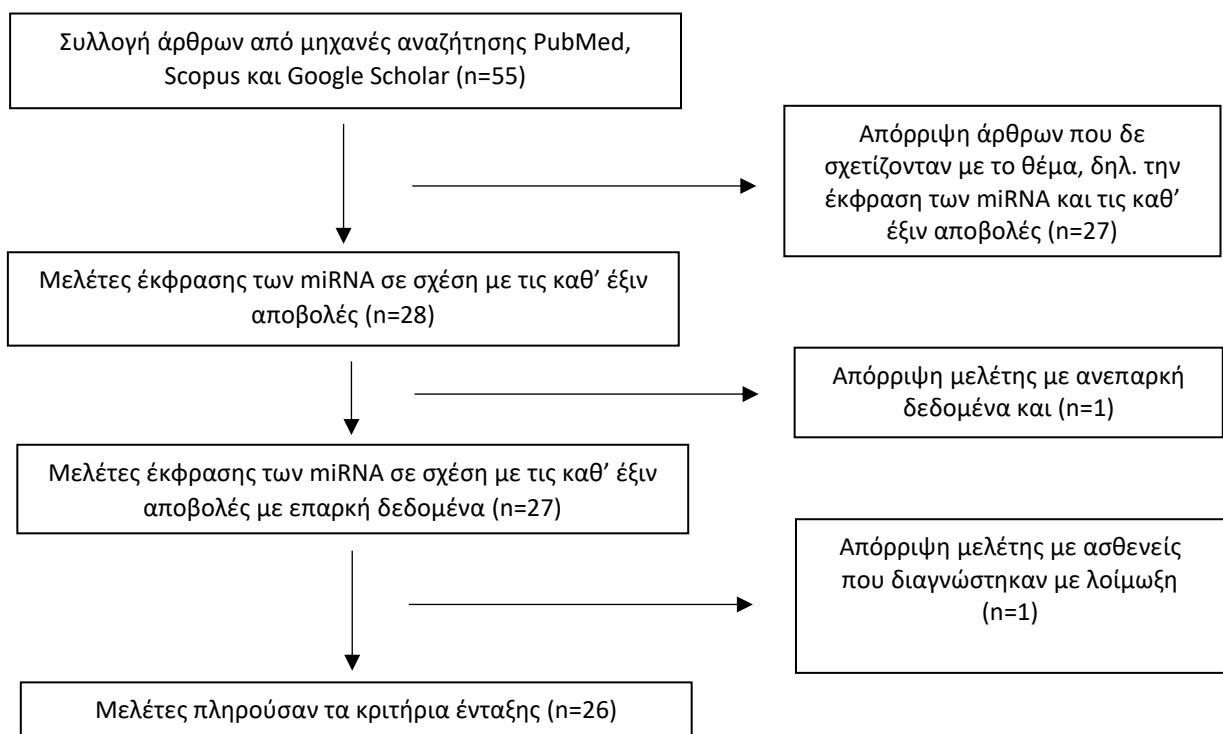 Συλλογή άρθρων από μηχανές αναζήτησης PubMed,
Scopus και Google Scholar (n=55)
Απόρριψη άρθρων που δε
σχετίζονταν με το θέμα, δηλ. την
έκφραση των miRNA και τις καθ’
έξιν αποβολές (n=27)
Μελέτες έκφρασης των miRNA σε σχέση με τις καθ’ έξιν
αποβολές (n=28)
Απόρριψη μελέτης με ανεπαρκή
δεδομένα και (n=1)
Μελέτες έκφρασης των miRNA σε σχέση με τις καθ’ έξιν
αποβολές με επαρκή δεδομένα (n=27)
Απόρριψη μελέτης με ασθενείς
που διαγνώστηκαν με λοίμωξη
(n=1)
Μελέτες πληρούσαν τα κριτήρια ένταξης (n=26)